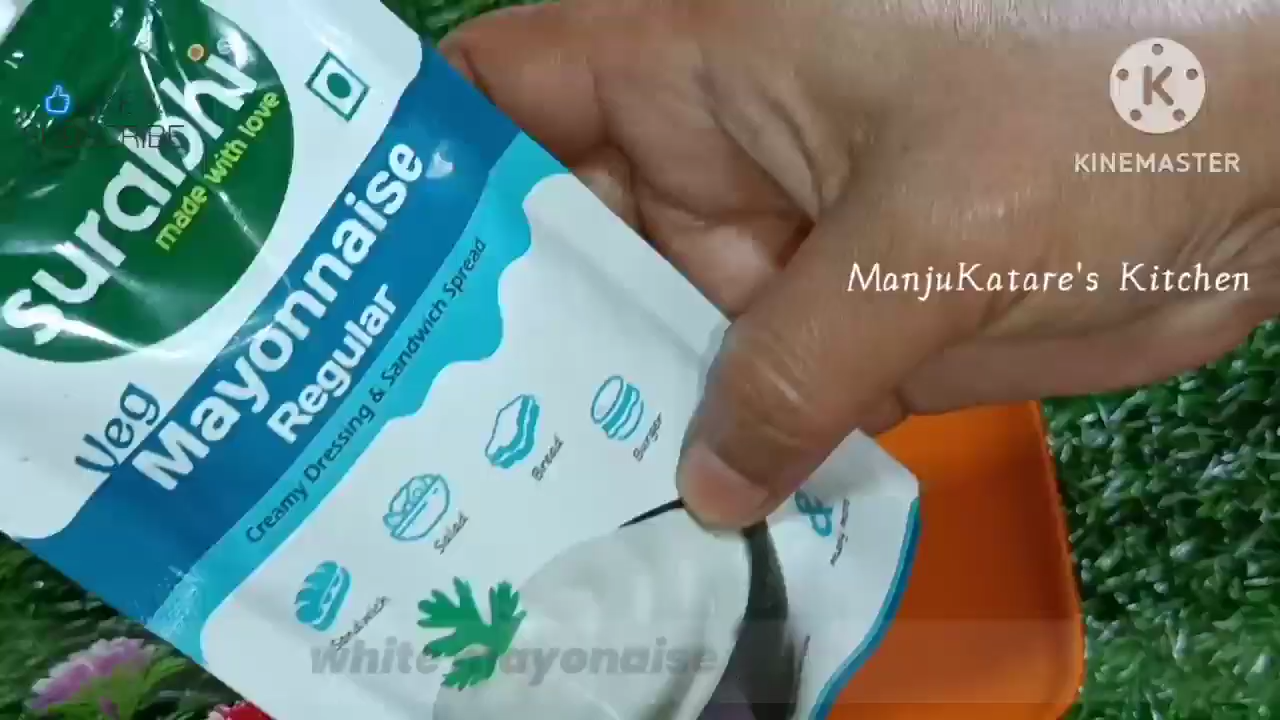 surabhi
made with love
KINEMASTER
ManjuKatare's Kitchen
Veg
Mayonnaise
Regular
Creamy Dressing & Sandwich Spread
Sandwich
Salad
Bread
Burger
white mayonaise